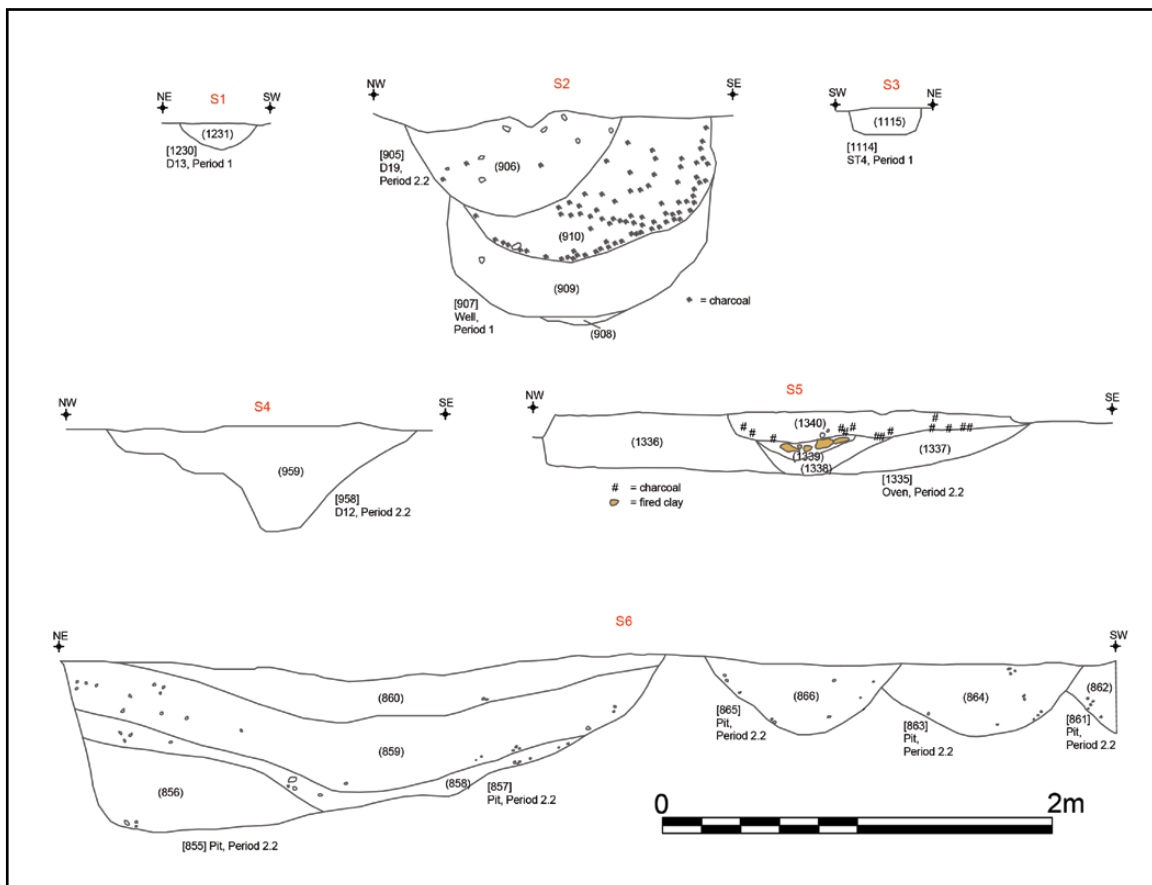 S1
NE
SW
(1231)
[1230]
D13, Period 1
S2
NW
SE
[905]
D19,
Period 2.2
(906)
(910)
(909)
[907]
Well,
Period 1
(908)
= charcoal
S3
SW
NE
(1115)
[1114]
ST4, Period 1
S4
NW
SE
(959)
[958]
D12, Period 2.2
S5
NW
SE
(1340)
(1336)
(1337)
(1339)
(1338)
[1335]
Oven, Period 2.2
# = charcoal
= fired clay
S6
NE
SW
(860)
(859)
(858)
(856)
[857]
Pit, Period 2.2
[855] Pit, Period 2.2
(866)
[865]
Pit,
Period 2.2
(864)
[863]
Pit,
Period 2.2
(862)
[861]
Pit,
Period 2.2
0 2m